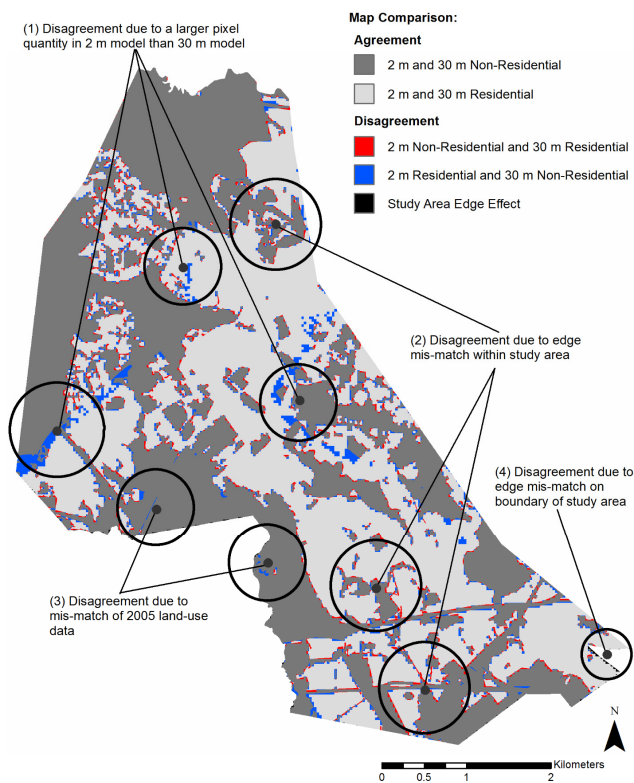 (1) Disagreement due to a larger pixel
quantity in 2 m model than 30 m model
Map Comparison:
Agreement
2 m and 30 m Non-Residential
2 m and 30 m Residential
Disagreement
2 m Non-Residential and 30 m Residential
2 m Residential and 30 m Non-Residential
Study Area Edge Effect
(2) Disagreement due to edge
mis-match within study area
(4) Disagreement due to
edge mis-match on
boundary of study area
(3) Disagreement due to
mis-match of 2005 land-use
data
N
Kilometers
0 0.5 1 2